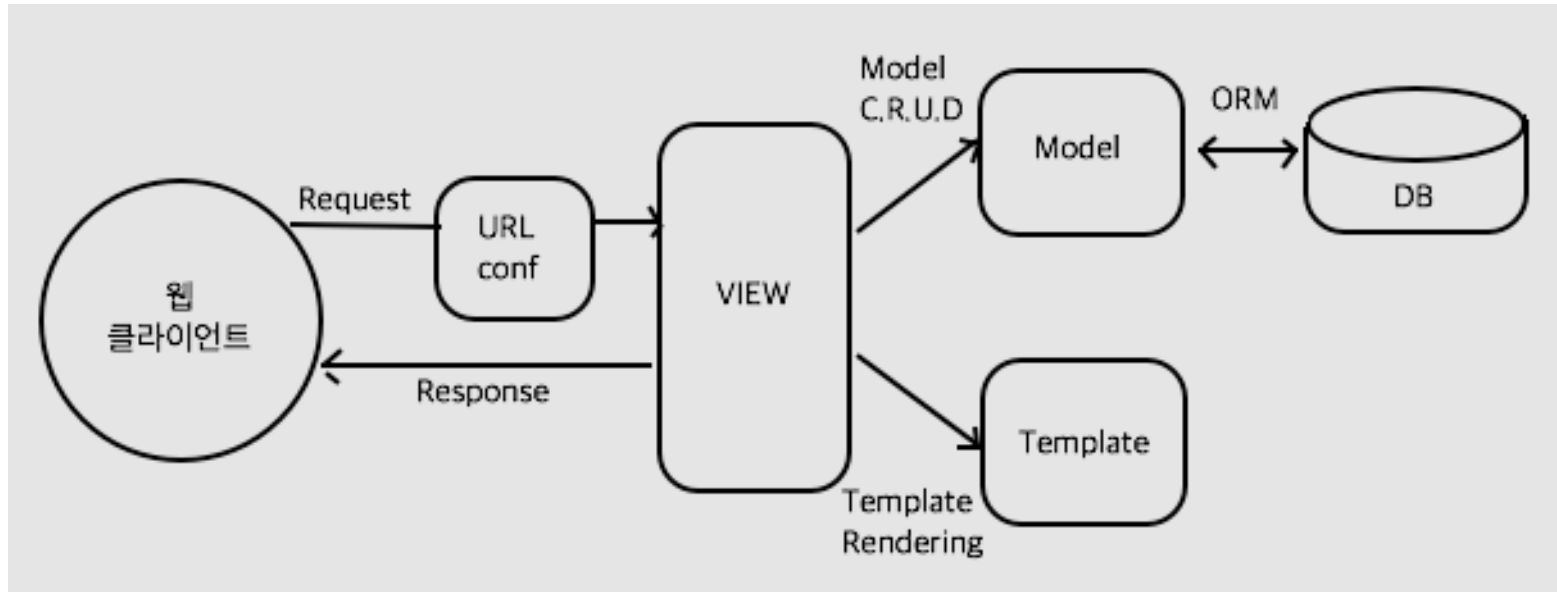 웹
클라이언트
Request
URL
conf
Response
VIEW
Model
C.R.U.D
Model
ORM
DB
Template
Template
Rendering